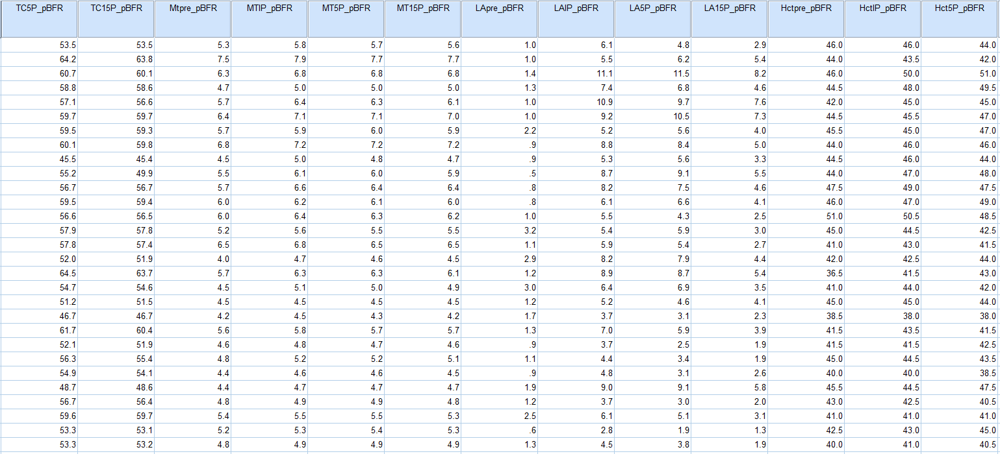 TC5P_pBFR TC15P_pBFR Mtpre_pBFR MTIP_pBFR MT5P_pBFR MT15P_pBFR LApre_pBFR LAIP_pBFR LA5P_pBFR LA15P_pBFR Hctpre_pBFR HctIP_pBFR Hct5P_pBFR
53.5 53.5 5.3 5.8 5.7 5.6 1.0 6.1 4.8 2.9 46.0 46.0 44.0
64.2 63.8 7.5 7.9 7.7 7.7 1.0 5.5 6.2 5.4 44.0 43.5 42.0
60.7 60.1 6.3 6.8 6.8 6.8 1.4 11.1 11.5 8.2 46.0 50.0 51.0
58.8 58.6 4.7 5.0 5.0 5.0 1.3 7.4 6.8 4.6 44.5 48.0 49.5
57.1 56.6 5.7 6.4 6.3 6.1 1.0 10.9 9.7 7.6 42.0 45.0 45.0
59.7 59.7 6.4 7.1 7.1 7.0 1.0 9.2 10.5 7.3 44.5 45.5 47.0
59.5 59.3 5.7 5.9 6.0 5.9 2.2 5.2 5.6 4.0 45.5 45.0 47.0
60.1 59.8 6.8 7.2 7.2 7.2 .9 8.8 8.4 5.0 44.0 46.0 46.0
45.5 45.4 4.5 5.0 4.8 4.7 .9 5.3 5.6 3.3 44.5 46.0 44.0
55.2 49.9 5.5 6.1 6.0 5.9 .5 8.7 9.1 5.5 44.0 47.0 48.0
56.7 56.7 5.7 6.6 6.4 6.4 .8 8.2 7.5 4.6 47.5 49.0 47.5
59.5 59.4 6.0 6.2 6.1 6.0 .8 6.1 6.6 4.1 46.0 47.0 49.0
56.6 56.5 6.0 6.4 6.3 6.2 1.0 5.5 4.3 2.5 51.0 50.5 48.5
57.9 57.8 5.2 5.6 5.5 5.5 3.2 5.4 5.9 3.0 45.0 44.5 42.5
57.8 57.4 6.5 6.8 6.5 6.5 1.1 5.9 5.4 2.7 41.0 43.0 41.5
52.0 51.9 4.0 4.7 4.6 4.5 2.9 8.2 7.9 4.4 42.0 42.5 44.0
64.5 63.7 5.7 6.3 6.3 6.1 1.2 8.9 8.7 5.4 36.5 41.5 43.0
54.7 54.6 4.5 5.1 5.0 4.9 3.0 6.4 6.9 3.5 41.0 44.0 42.0
51.2 51.5 4.5 4.5 4.5 4.5 1.2 5.2 4.6 4.1 45.0 45.0 44.0
46.7 46.7 4.2 4.5 4.3 4.2 1.7 3.7 3.1 2.3 38.5 38.0 38.0
61.7 60.4 5.6 5.8 5.7 5.7 1.3 7.0 5.9 3.9 41.5 43.5 41.5
52.1 51.9 4.6 4.8 4.7 4.6 .9 3.7 2.5 1.9 41.5 41.5 42.5
56.3 55.4 4.8 5.2 5.2 5.1 1.1 4.4 3.4 1.9 45.0 44.5 43.5
54.9 54.1 4.4 4.6 4.6 4.5 .9 4.8 3.1 2.6 40.0 40.0 38.5
48.7 48.6 4.4 4.7 4.7 4.7 1.9 9.0 9.1 5.8 45.5 44.5 47.5
56.7 56.4 4.8 4.9 4.9 4.8 1.2 3.7 3.0 2.0 43.0 42.5 40.5
59.6 59.7 5.4 5.5 5.5 5.3 2.5 6.1 5.1 3.1 41.0 41.0 41.0
53.3 53.1 5.2 5.3 5.4 5.3 .6 2.8 1.9 1.3 42.5 43.0 45.0
53.3 53.2 4.8 4.9 4.9 4.9 1.3 4.5 3.8 1.9 40.0 41.0 40.5